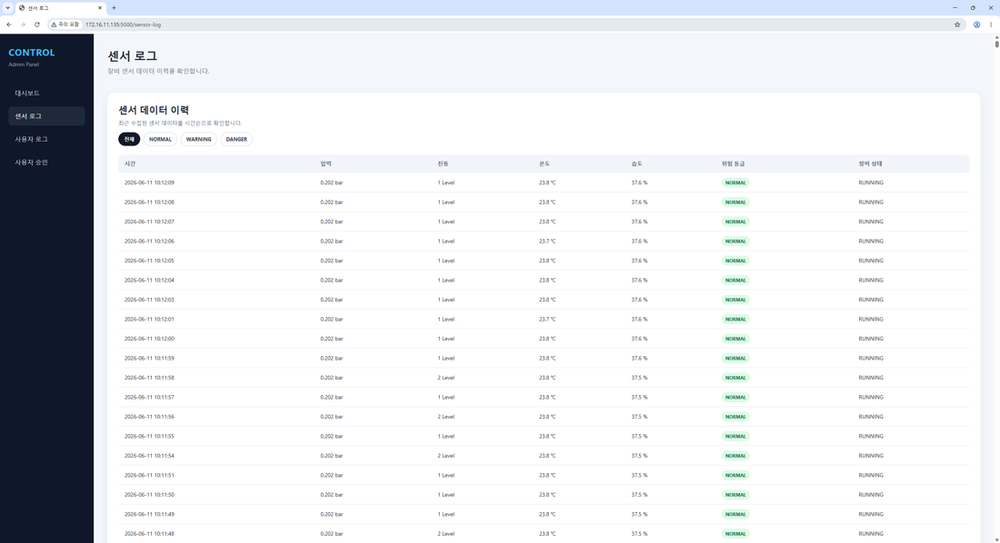 센서 로그
주의 요함
172.16.11.135:5000/sensor-log
CONTROL
Admin Panel
대시보드
센서 로그
사용자 로그
사용자 승인
센서 로그
장비 센서 데이터 이력을 확인합니다.
센서 데이터 이력
최근 수집된 센서 데이터를 시간순으로 확인합니다.
전체 NORMAL WARNING DANGER
시간 압력 진동 온도 습도 위험 등급 장비 상태
2026-06-11 10:12:09 0.202 bar 1 Level 23.8 ℃ 37.6 % NORMAL RUNNING
2026-06-11 10:12:08 0.202 bar 1 Level 23.8 ℃ 37.6 % NORMAL RUNNING
2026-06-11 10:12:07 0.202 bar 1 Level 23.8 ℃ 37.6 % NORMAL RUNNING
2026-06-11 10:12:06 0.202 bar 1 Level 23.7 ℃ 37.6 % NORMAL RUNNING
2026-06-11 10:12:05 0.202 bar 1 Level 23.8 ℃ 37.6 % NORMAL RUNNING
2026-06-11 10:12:04 0.202 bar 1 Level 23.8 ℃ 37.6 % NORMAL RUNNING
2026-06-11 10:12:03 0.202 bar 1 Level 23.8 ℃ 37.6 % NORMAL RUNNING
2026-06-11 10:12:01 0.202 bar 1 Level 23.7 ℃ 37.6 % NORMAL RUNNING
2026-06-11 10:12:00 0.202 bar 1 Level 23.8 ℃ 37.6 % NORMAL RUNNING
2026-06-11 10:11:59 0.202 bar 1 Level 23.8 ℃ 37.6 % NORMAL RUNNING
2026-06-11 10:11:58 0.202 bar 2 Level 23.8 ℃ 37.5 % NORMAL RUNNING
2026-06-11 10:11:57 0.202 bar 1 Level 23.8 ℃ 37.5 % NORMAL RUNNING
2026-06-11 10:11:56 0.202 bar 2 Level 23.8 ℃ 37.5 % NORMAL RUNNING
2026-06-11 10:11:55 0.202 bar 1 Level 23.8 ℃ 37.5 % NORMAL RUNNING
2026-06-11 10:11:54 0.202 bar 2 Level 23.8 ℃ 37.5 % NORMAL RUNNING
2026-06-11 10:11:51 0.202 bar 1 Level 23.8 ℃ 37.5 % NORMAL RUNNING
2026-06-11 10:11:50 0.202 bar 1 Level 23.8 ℃ 37.5 % NORMAL RUNNING
2026-06-11 10:11:49 0.202 bar 1 Level 23.8 ℃ 37.5 % NORMAL RUNNING
2026-06-11 10:11:48 0.202 bar 2 Level 23.8 ℃ 37.5 % NORMAL RUNNING